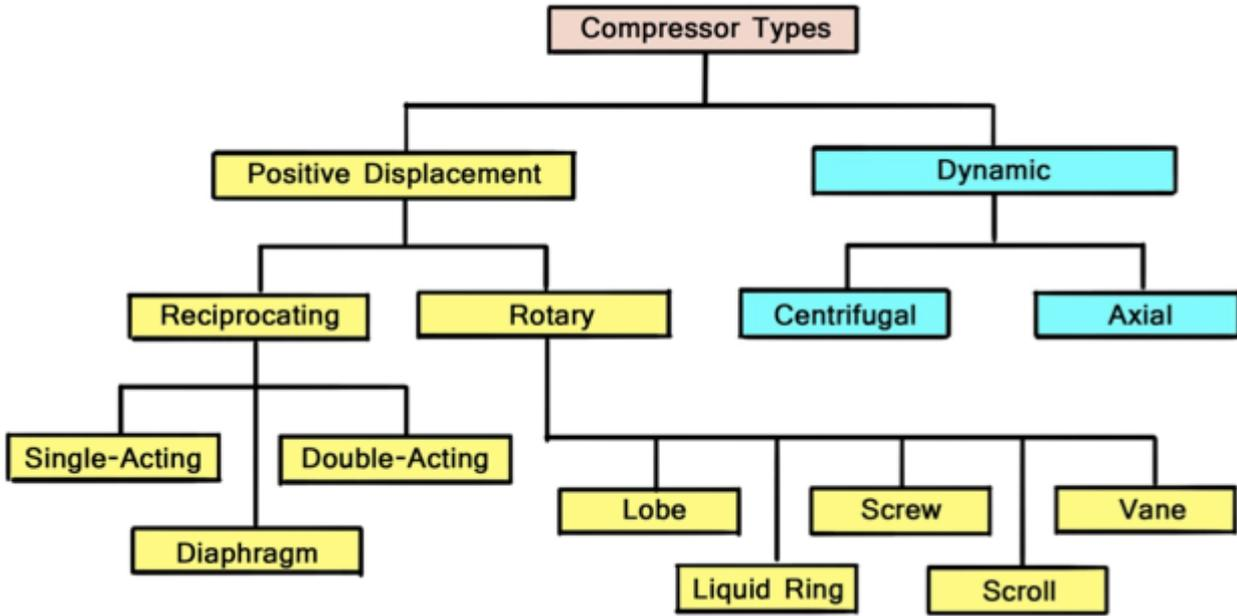 Compressor Types
Positive Displacement
Dynamic
Reciprocating
Rotary
Centrifugal
Axial
Single-Acting
Double-Acting
Diaphragm
Lobe
Screw
Vane
Liquid Ring
Scroll